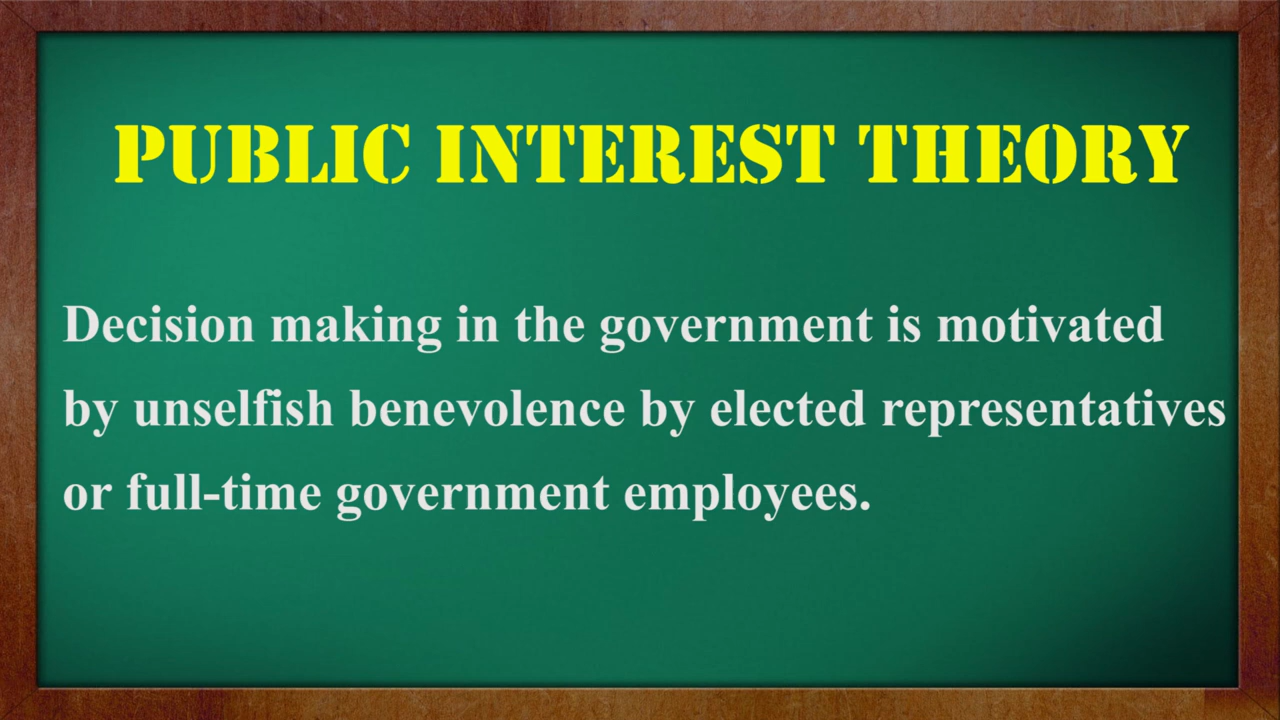 PUBLIC INTEREST THEORY
Decision making in the government is motivated
by unselfish benevolence by elected representatives
or full-time government employees.